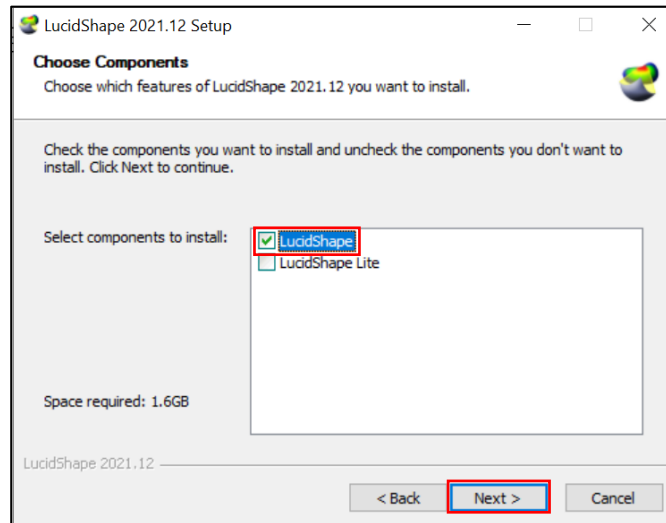 LucidShape 2021.12 Setup
Choose Components
Choose which features of LucidShape 2021.12 you want to install.
Check the components you want to install and uncheck the components you don't want to
install. Click Next to continue.
Select components to install:
LucidShape
LucidShape Lite
Space required: 1.6GB
LucidShape 2021.12
< Back
Next >
Cancel